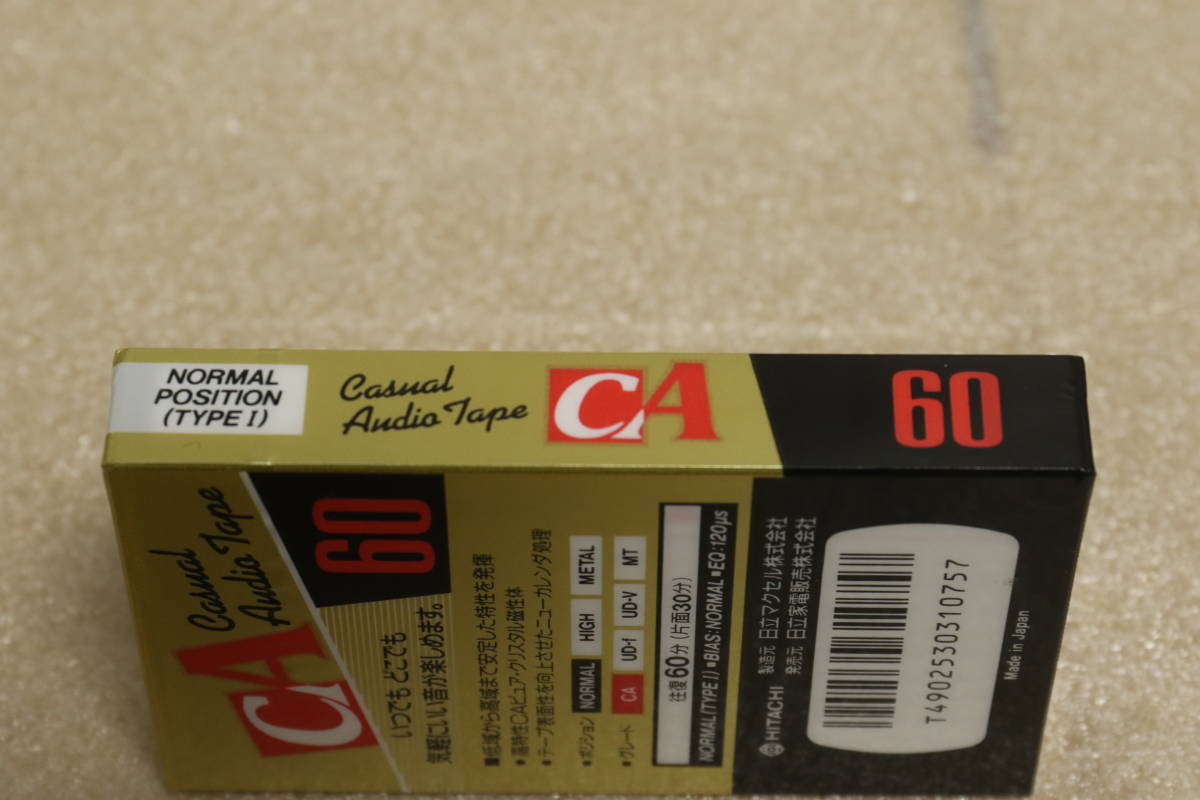 NORMAL
POSITION
(TYPE I)
Casual
Audio Tape
CA
60
Casual
Audio Tape
CA
60
いつでも どこでも
気軽にいい音が楽しめます。
■低域から高域まで安定した特性を発揮
●高特性CAピュア・クリスタル磁性体
●テープ表面性を向上させたニューカレンダ処理
●ポジション NORMAL HIGH METAL
●グレード CA UD-f UD-V MT
往復60分(片面30分)
NORMAL(TYPE I) ■BIAS:NORMAL ■EQ:120μs
HITACHI
製造元 日立マクセル株式会社
発売元 日立家電販売株式会社
T4902530310757
Made in Japan